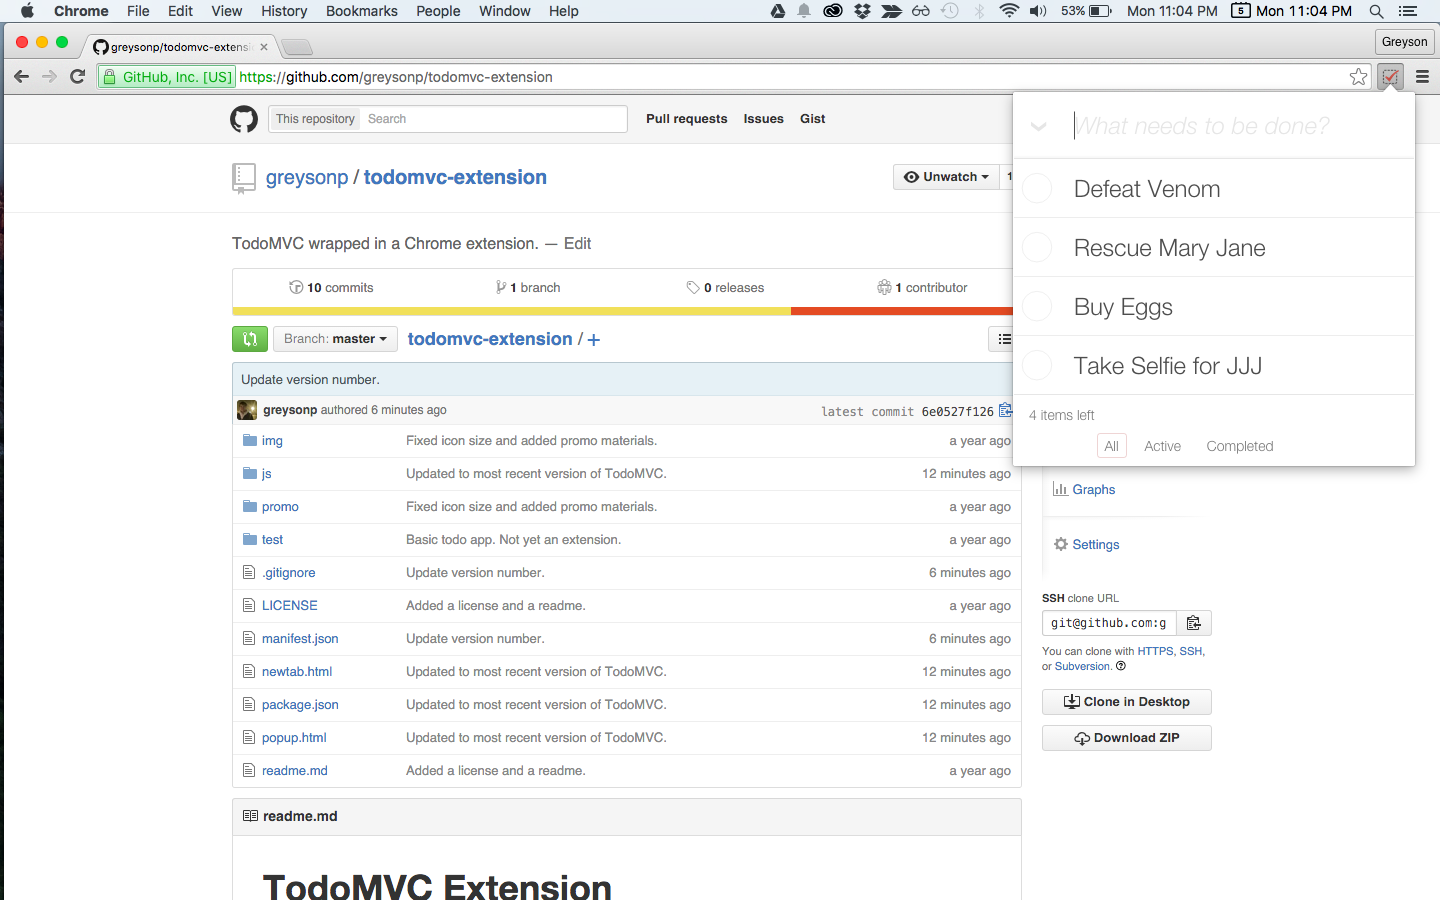 Chrome File Edit View History Bookmarks People Window Help 53% Mon 11:04 PM 5 Mon 11:04 PM
greysonp/todomvc-extensi
Greyson
GitHub, Inc. [US] https://github.com/greysonp/todomvc-extension
This repository Search Pull requests Issues Gist
greysonp / todomvc-extension
Unwatch 1
TodoMVC wrapped in a Chrome extension. — Edit
10 commits 1 branch 0 releases 1 contributor
Branch: master todomvc-extension / +
Update version number.
greysonp authored 6 minutes ago latest commit 6e0527f126
img Fixed icon size and added promo materials. a year ago
js Updated to most recent version of TodoMVC. 12 minutes ago
promo Fixed icon size and added promo materials. a year ago
test Basic todo app. Not yet an extension. a year ago
.gitignore Update version number. 6 minutes ago
LICENSE Added a license and a readme. a year ago
manifest.json Update version number. 6 minutes ago
newtab.html Updated to most recent version of TodoMVC. 12 minutes ago
package.json Updated to most recent version of TodoMVC. 12 minutes ago
popup.html Updated to most recent version of TodoMVC. 12 minutes ago
readme.md Added a license and a readme. a year ago
readme.md
TodoMVC Extension
What needs to be done?
Defeat Venom
Rescue Mary Jane
Buy Eggs
Take Selfie for JJJ
4 items left
All Active Completed
Graphs
Settings
SSH clone URL
git@github.com:g
You can clone with HTTPS, SSH,
or Subversion.
Clone in Desktop
Download ZIP